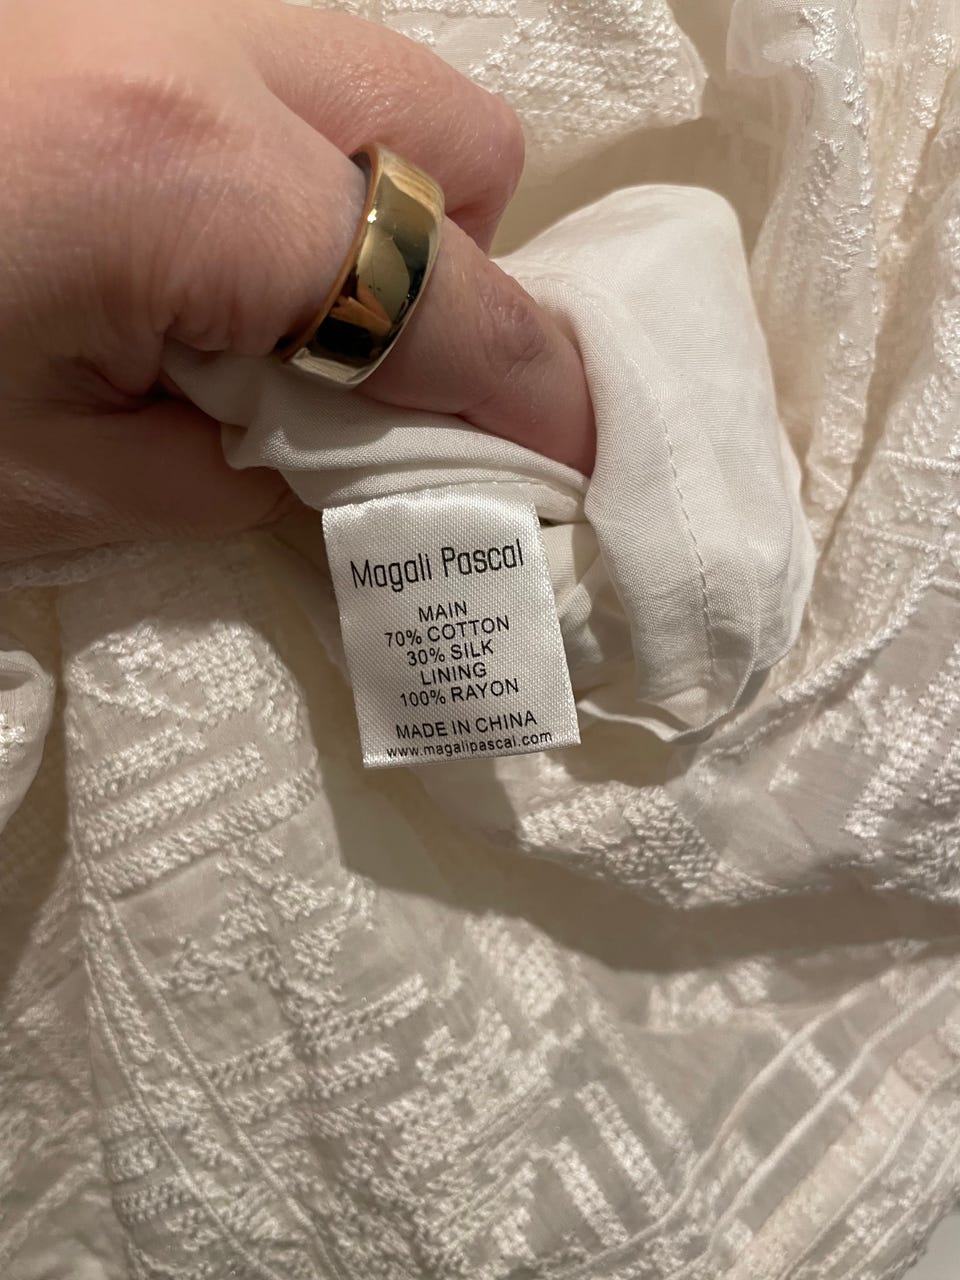 Magali Pascal
MAIN
70% COTTON
30% SILK
LINING
100% RAYON
MADE IN CHINA
www.magalipascal.com